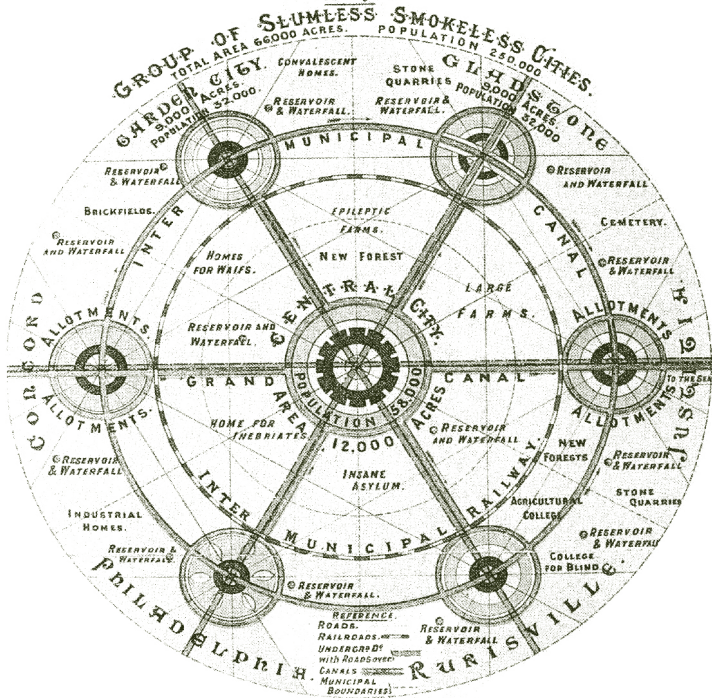 GROUP OF SLUMLESS SMOKELESS CITIES.
TOTAL AREA 66000 ACRES. POPULATION 250.000
GARDEN CITY.
9,000 ACRES.
POPULATION 32.000.
CONVALESCENT
HOMES.
STONE
QUARRIES
GLADSTONE
9,000 ACRES
POPULATION 32,000
RESERVOIR
& WATERFALL.
RESERVOIR &
WATERFALL.
RESERVOIR
& WATERFALL
RESERVOIR
AND WATERFALL
INTER MUNICIPAL CANAL
BRICKFIELDS.
EPILEPTIC
FARMS.
CEMETERY.
RESERVOIR
AND WATERFALL
HOMES
FOR WAIFS.
NEW FOREST
RESERVOIR
& WATERFALL
LARGE
FARMS.
CONCORD
ALLOTMENTS.
RESERVOIR AND
WATERFALL.
CENTRAL CITY.
ALLOTMENTS
JUSTITIA
GRAND CANAL
TO THE SEA
POPULATION 58,000
AREA 12,000 ACRES
ALLOTMENTS.
ALLOTMENTS
HOME FOR
INEBRIATES
RESERVOIR
AND WATERFALL
NEW
FORESTS
RESERVOIR
& WATERFALL
RESERVOIR
& WATERFALL
INSANE
ASYLUM.
STONE
QUARRIES
INTER MUNICIPAL RAILWAY.
AGRICULTURAL
COLLEGE
INDUSTRIAL
HOMES.
RESERVOIR
& WATERFALL
RESERVOIR &
WATERFALL
COLLEGE
FOR BLIND
RESERVOIR
& WATERFALL.
PHILADELPHIA.
RURISVILLE.
REFERENCE.
ROADS.
RAILROADS
UNDERGRD. DO
WITH ROADS OVER
CANALS
MUNICIPAL
BOUNDARIES
RESERVOIR
& WATERFALL